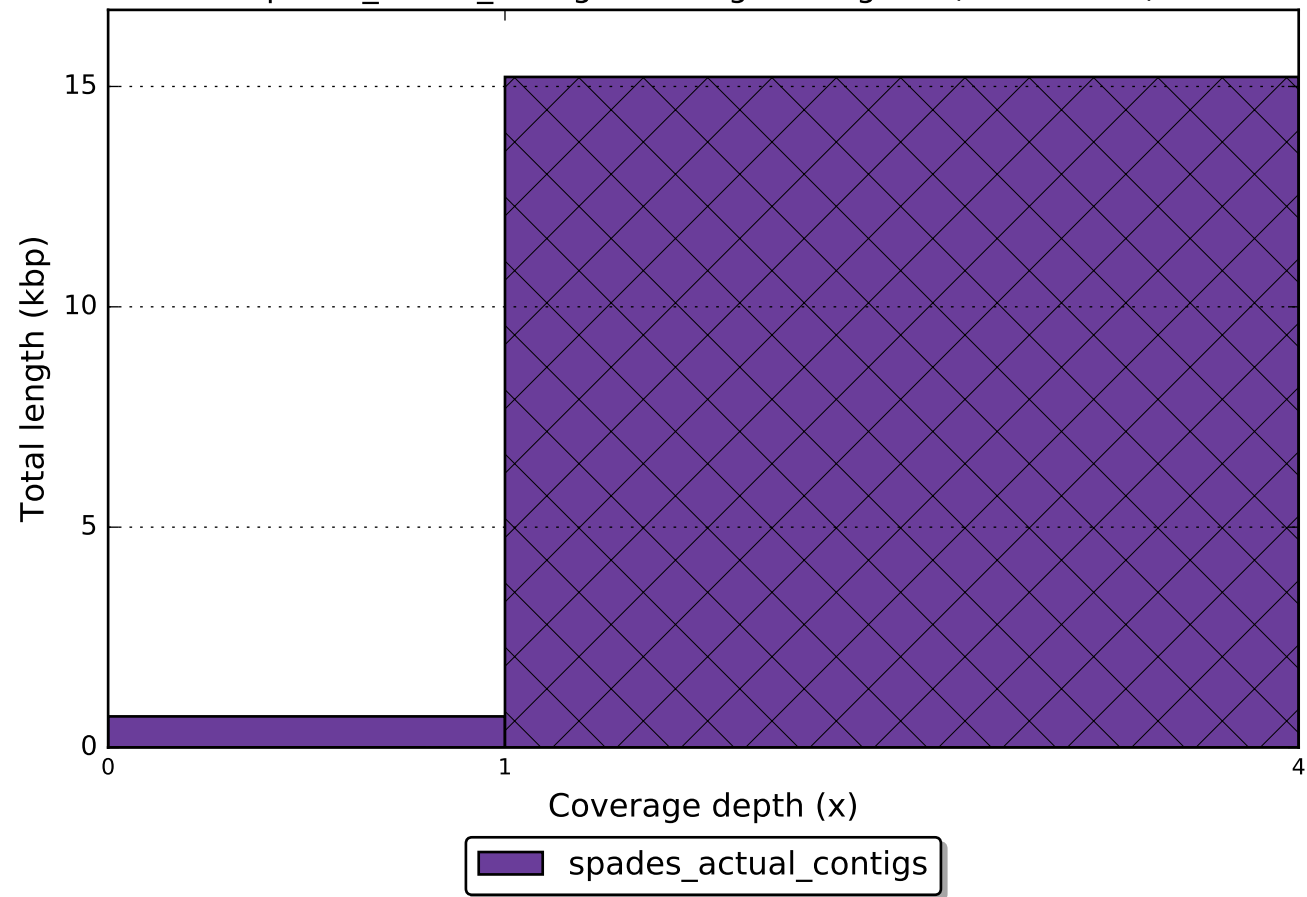 15
10
5
0
Total length (kbp)
0 1 4
Coverage depth (x)
spades_actual_contigs